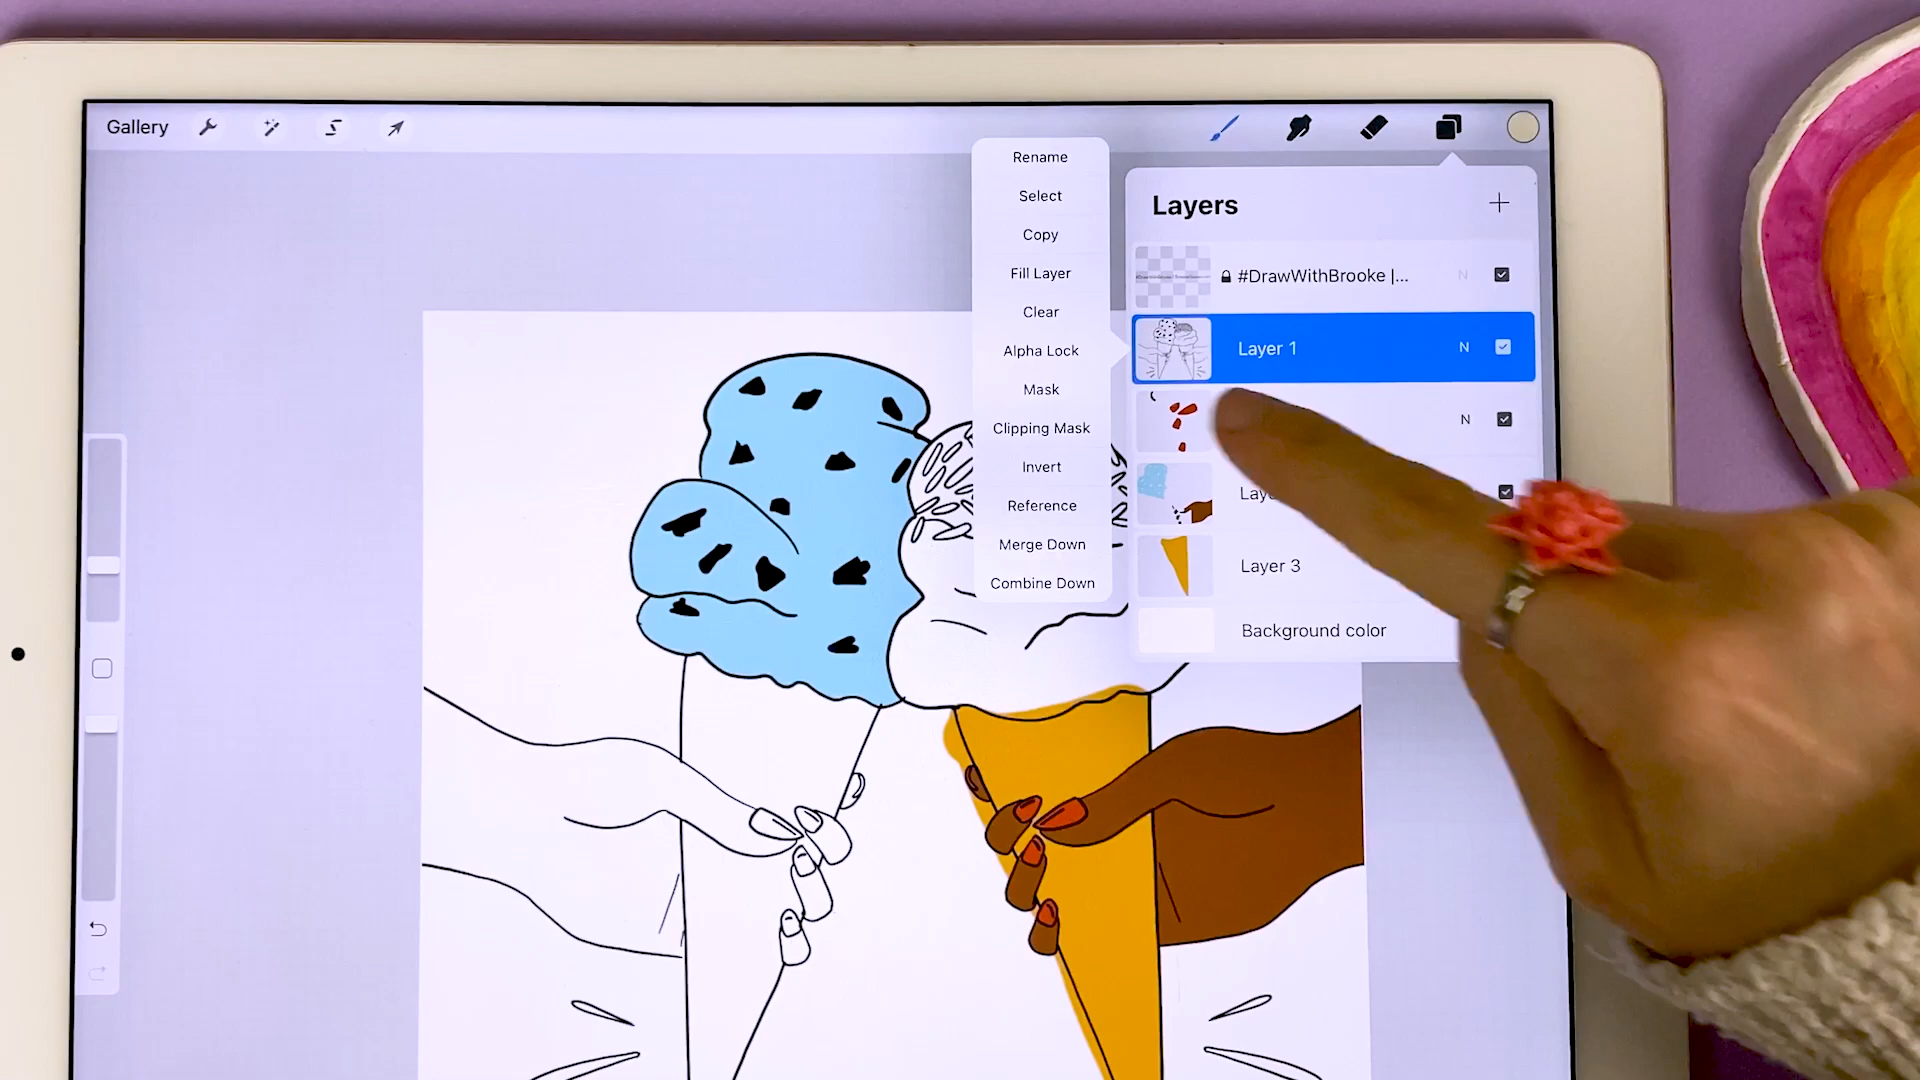 Gallery
Rename
Select
Copy
Fill Layer
Clear
Alpha Lock
Mask
Clipping Mask
Invert
Reference
Merge Down
Combine Down
Layers
#DrawWithBrooke |... N
Layer 1 N
N
Layer 3
Background color